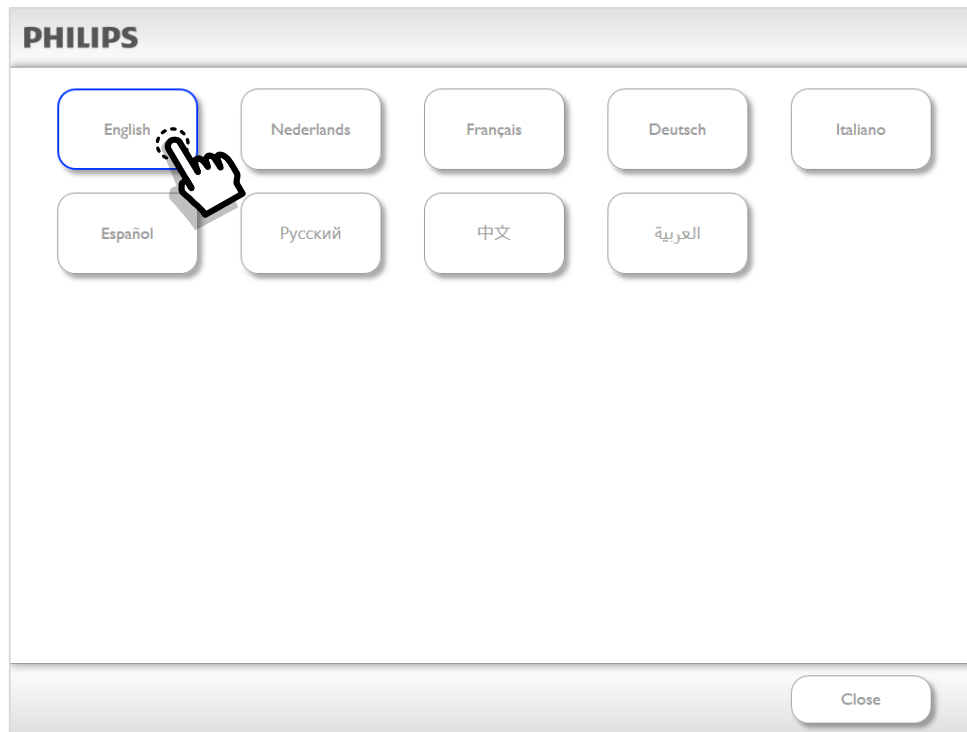 PHILIPS
English
Nederlands
Français
Deutsch
Italiano
Español
Русский
中文
العربية
Close